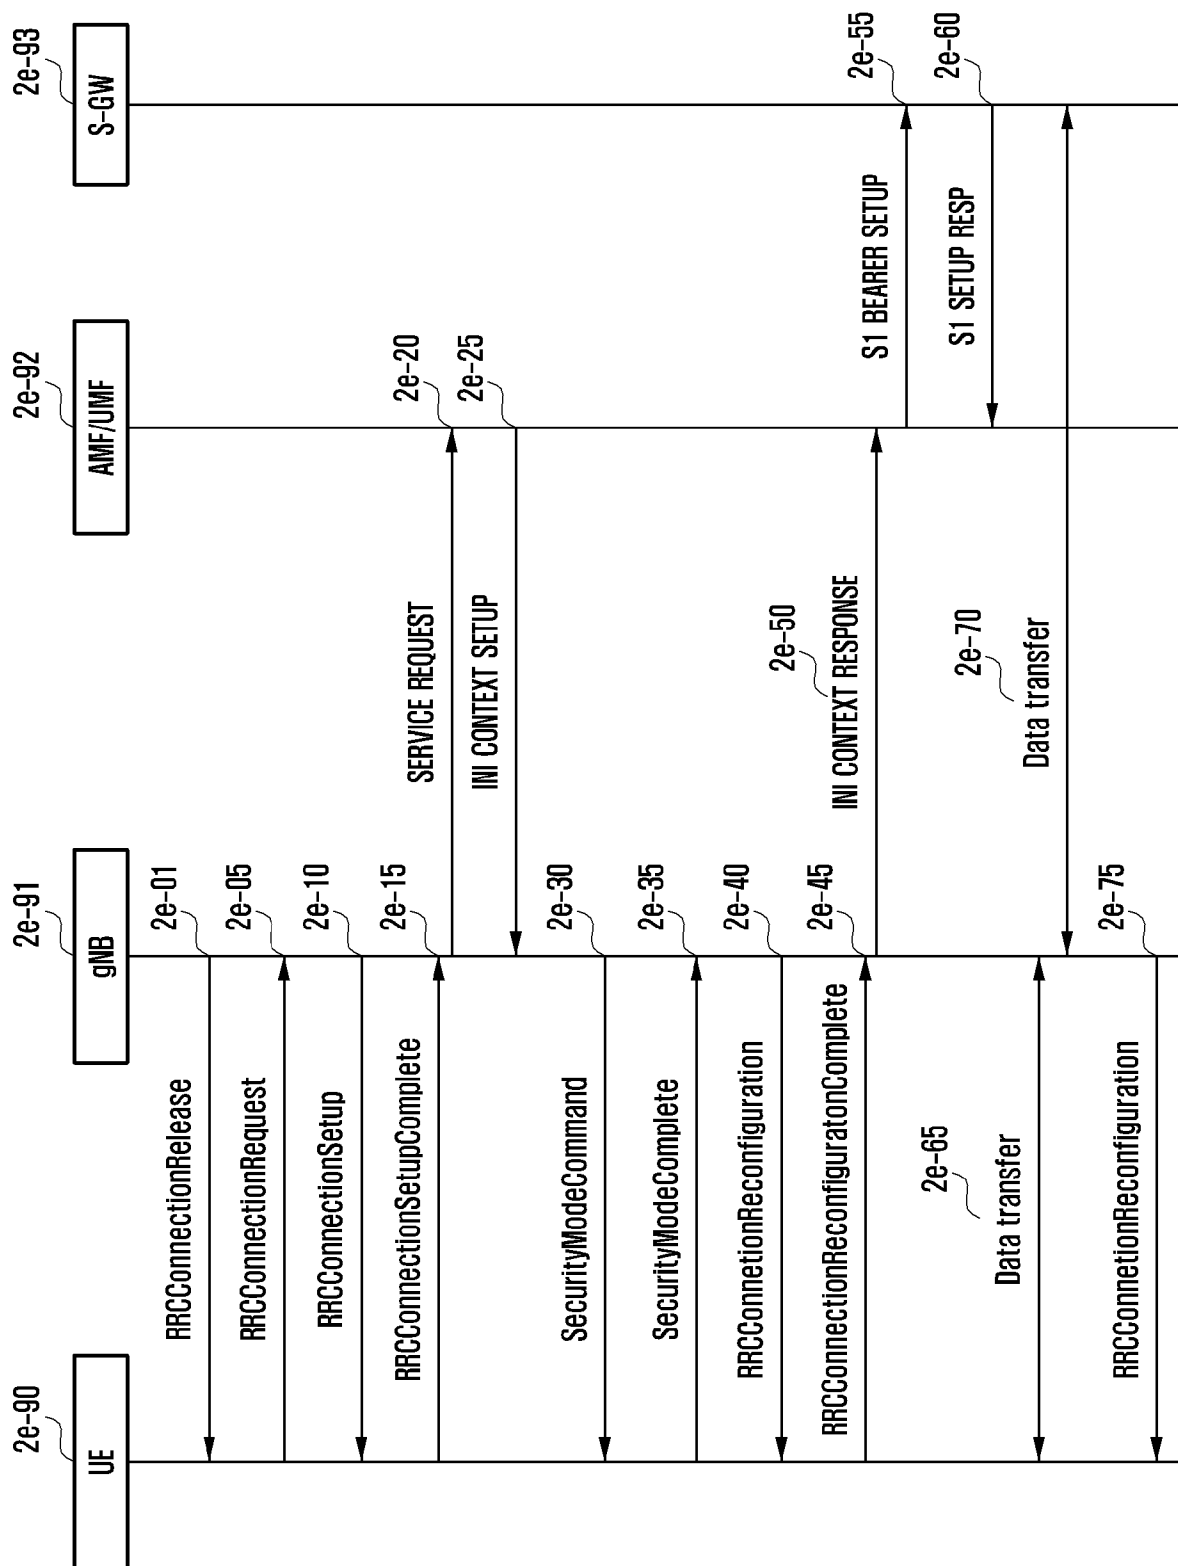 2e-90
2e-91
2e-92
2e-93
UE
gNB
AMF/UMF
S-GW
RRCConnectionRelease
2e-01
RRCConnectionRequest
2e-05
RRCConnectionSetup
2e-10
RRCConnectionSetupComplete
2e-15
SERVICE REQUEST
2e-20
INI CONTEXT SETUP
2e-25
SecurityModeCommand
2e-30
SecurityModeComplete
2e-35
RRCConnetionReconfiguration
2e-40
RRCConnectionReconfiguratonComplete
2e-45
2e-50
INI CONTEXT RESPONSE
S1 BEARER SETUP
2e-55
S1 SETUP RESP
2e-60
2e-65
Data transfer
2e-70
Data transfer
RRCConnetionReconfiguration
2e-75